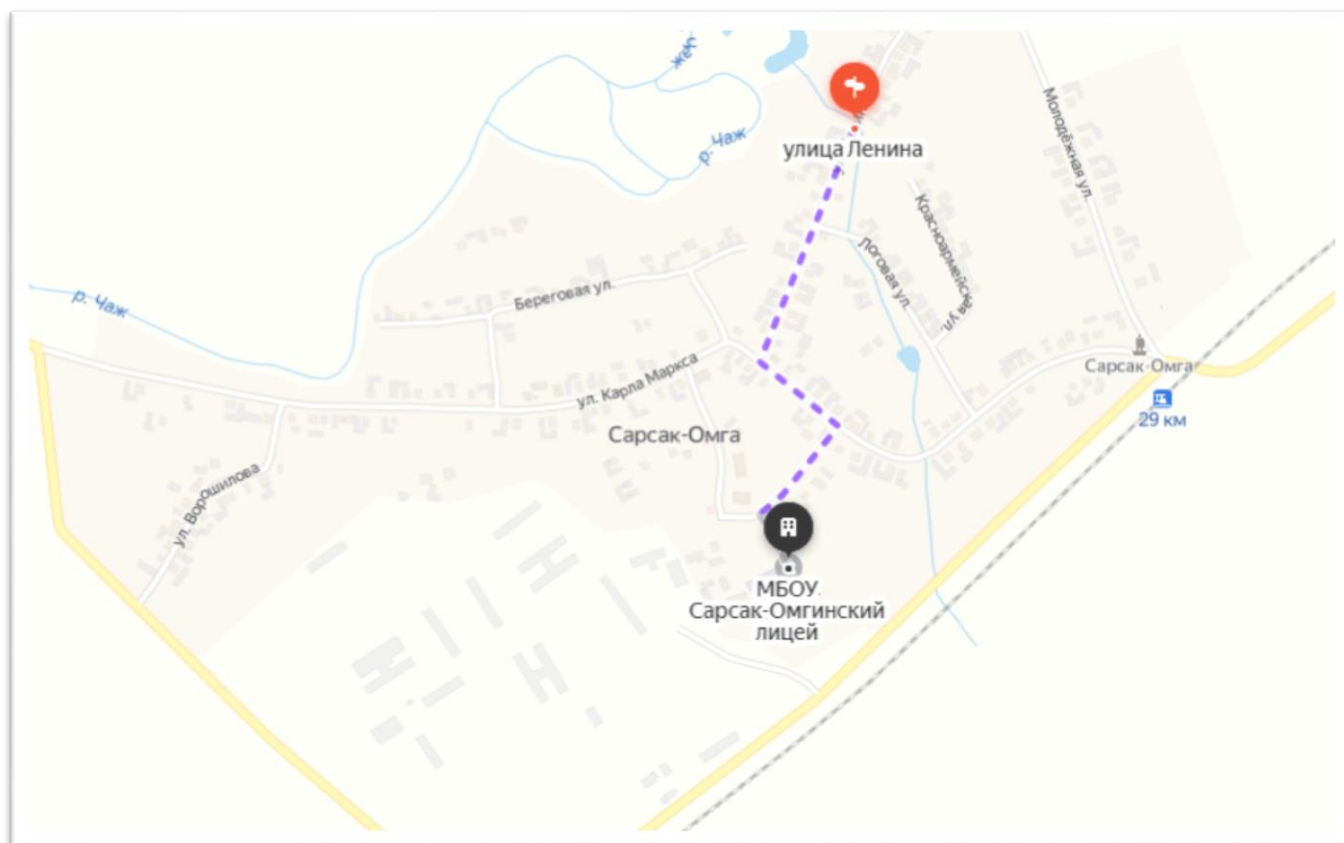 р. Чаж
улица Ленина
Молодёжная ул.
Красноармейская ул.
Логовая ул.
Береговая ул.
р. Чаж
ул. Карла Маркса
Сарсак-Омга
29 км
Сарсак-Омга
ул. Ворошилова
МБОУ
Сарсак-Омгинский
лицей